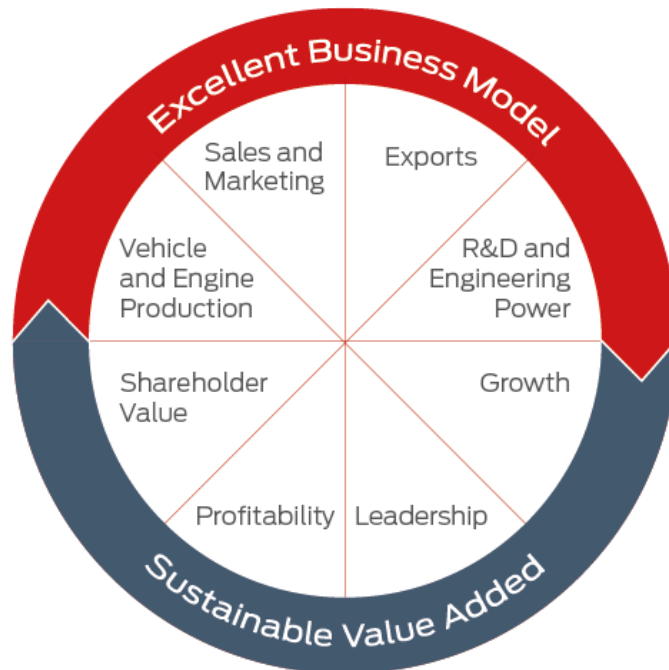 Excellent Business Model
Sales and
Marketing
Exports
Vehicle
and Engine
Production
R&D and
Engineering
Power
Shareholder
Value
Growth
Profitability
Leadership
Sustainable Value Added